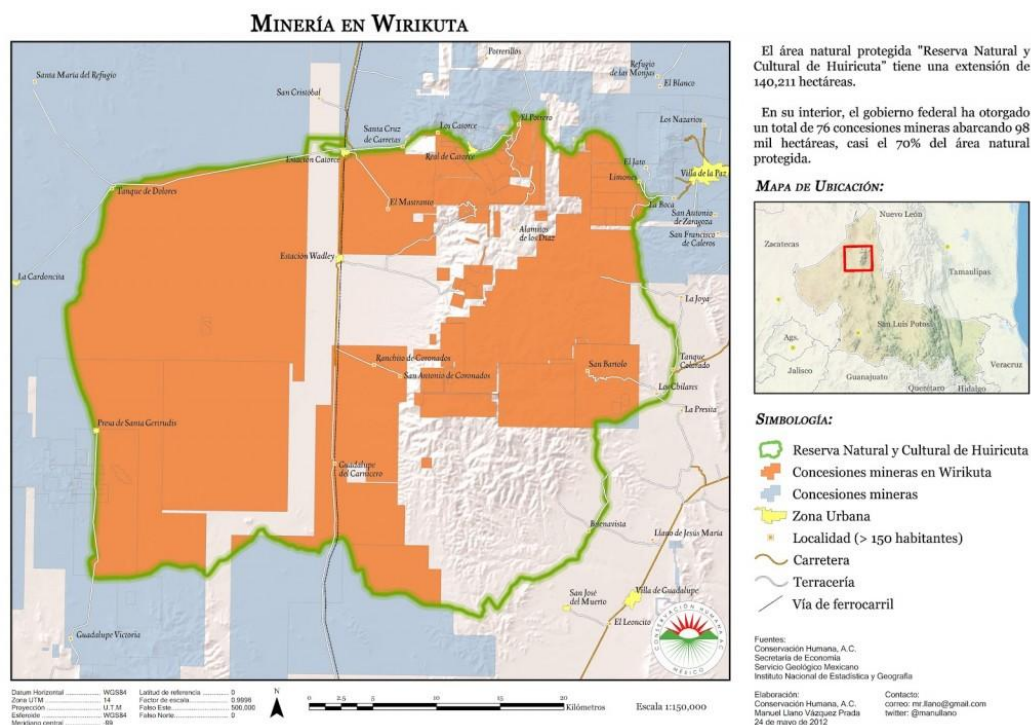 MINERÍA EN WIRIKUTA
El área natural protegida "Reserva Natural y
Cultural de Huiricuta" tiene una extensión de
140,211 hectáreas.
En su interior, el gobierno federal ha otorgado
un total de 76 concesiones mineras abarcando 98
mil hectáreas, casi el 70% del área natural
protegida.
MAPA DE UBICACIÓN:
Nuevo León
Zacatecas
Tamaulipas
San Luis Potosí
Ags.
Jalisco
Guanajuato
Querétaro
Hidalgo
Veracruz
SIMBOLOGÍA:
Reserva Natural y Cultural de Huiricuta
Concesiones mineras en Wirikuta
Concesiones mineras
Zona Urbana
Localidad (> 150 habitantes)
Carretera
Terracería
Vía de ferrocarril
Fuentes:
Conservación Humana, A.C.
Secretaría de Economía
Servicio Geológico Mexicano
Instituto Nacional de Estadística y Geografía
Elaboración:
Manuel Llano Vázquez Prada
24 de mayo de 2012
Contacto:
correo: mr.llano@gmail.com
twitter: @manullano
Conservación Humana, A.C.
Santa María del Refugio
San Cristóbal
Potrerillos
Refugio
de las Monjas
El Blanco
El Potrero
Los Catorce
Santa Cruz
de Carretas
Los Nazarios
Estación Catorce
Real de Catorce
El Jato
Limones
Villa de la Paz
Tanque de Dolores
El Mastranto
La Boca
San Antonio
de Zaragoza
Alamitos
de los Díaz
San Francisco
de Caleros
Estación Wadley
La Cardoncita
La Joya
Ranchito de Coronados
San Antonio de Coronados
San Bartolo
Tanque
Colorado
Los Chilares
La Presita
Presa de Santa Gertrudis
Guadalupe
del Carnicero
Buenavista
Llano de Jesús María
San José
del Muerto
Villa de Guadalupe
El Leoncito
Guadalupe Victoria
CONSERVACIÓN HUMANA AC
MÉXICO
Datum Horizontal WGS84
Zona UTM 14
Proyección U.T.M
Esferoide WGS84
Meridiano central -99
Latitud de referencia 0
Factor de escala 0.9996
Falso Este 500,000
Falso Norte 0
N
0 2.5 5 10 15 20
Kilómetros
Escala 1:150,000